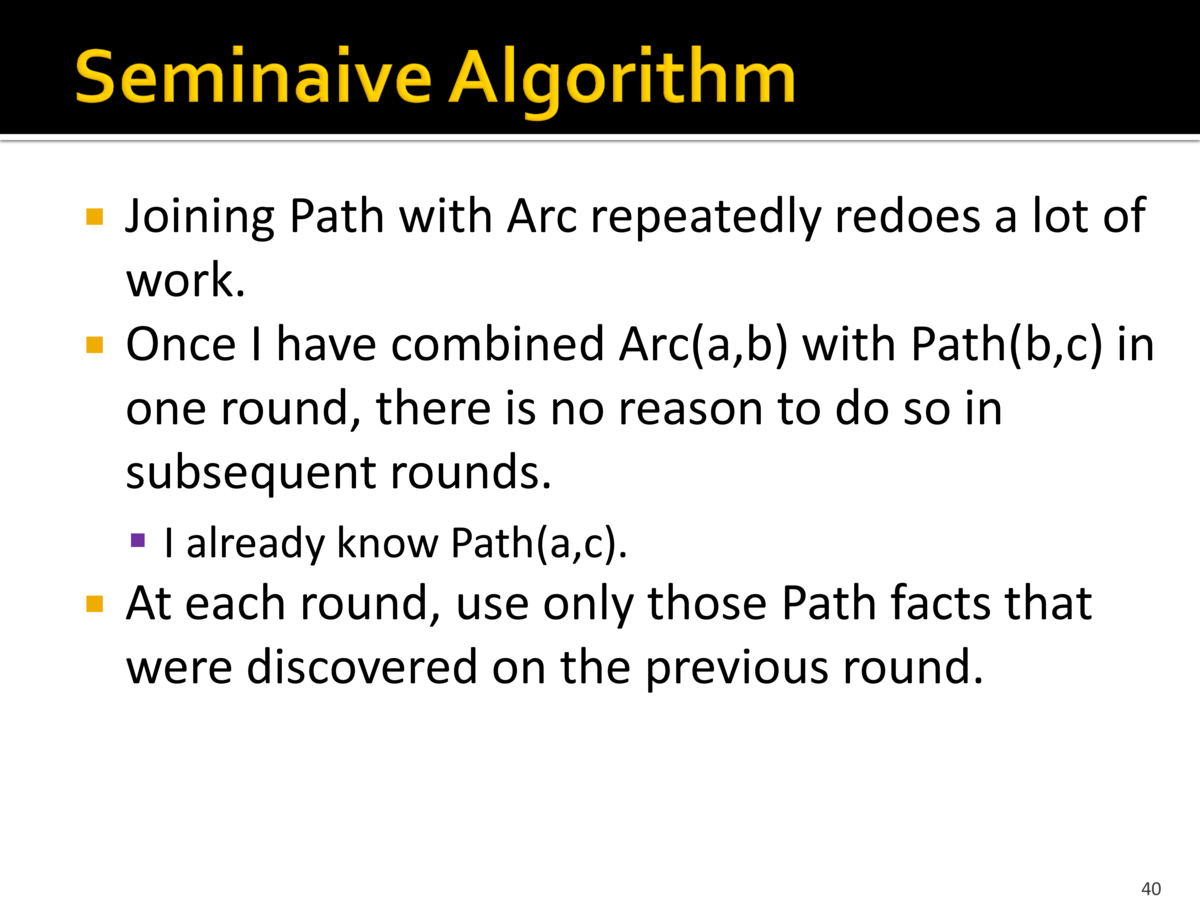 Seminaive Algorithm
Joining Path with Arc repeatedly redoes a lot of
work.
Once I have combined Arc(a,b) with Path(b,c) in
one round, there is no reason to do so in
subsequent rounds.
I already know Path(a,c).
At each round, use only those Path facts that
were discovered on the previous round.
40